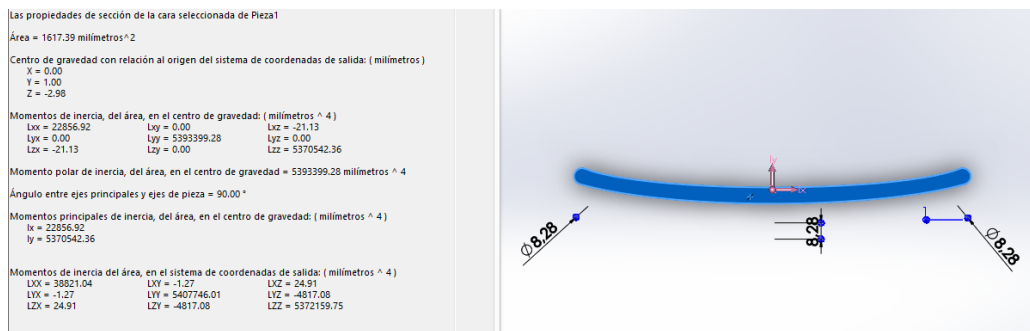 Las propiedades de sección de la cara seleccionada de Pieza1
Área = 1617.39 milímetros^2
Centro de gravedad con relación al origen del sistema de coordenadas de salida: ( milímetros )
X = 0.00
Y = 1.00
Z = -2.98
Momentos de inercia, del área, en el centro de gravedad: ( milímetros ^ 4 )
Lxx = 22856.92 Lxy = 0.00 Lxz = -21.13
Lyx = 0.00 Lyy = 5393399.28 Lyz = 0.00
Lzx = -21.13 Lzy = 0.00 Lzz = 5370542.36
Momento polar de inercia, del área, en el centro de gravedad = 5393399.28 milímetros ^ 4
Ángulo entre ejes principales y ejes de pieza = 90.00 °
Momentos principales de inercia, del área, en el centro de gravedad: ( milímetros ^ 4 )
Ix = 22856.92
Iy = 5370542.36
Momentos de inercia del área, en el sistema de coordenadas de salida: ( milímetros ^ 4 )
LXX = 38821.04 LXY = -1.27 LXZ = 24.91
LYX = -1.27 LYY = 5407746.01 LYZ = -4817.08
LZX = 24.91 LZY = -4817.08 LZZ = 5372159.75
Iy
Ix
Ø8,28
8,28
1
Ø8,28